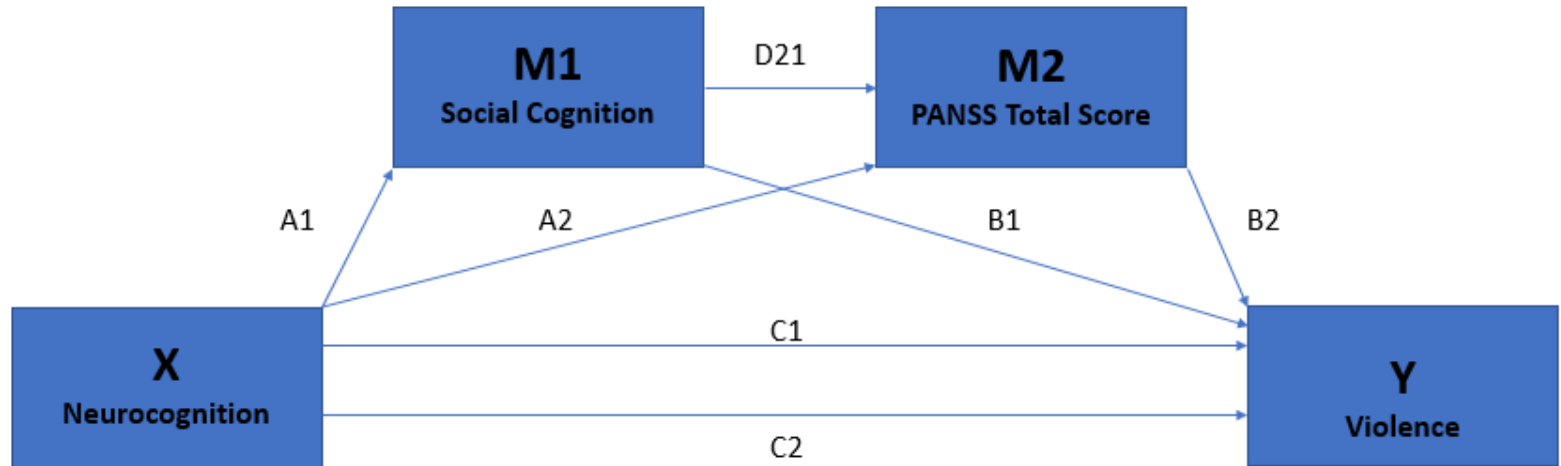 M1
Social Cognition
D21
M2
PANSS Total Score
A1
A2
B1
B2
X
Neurocognition
C1
C2
Y
Violence